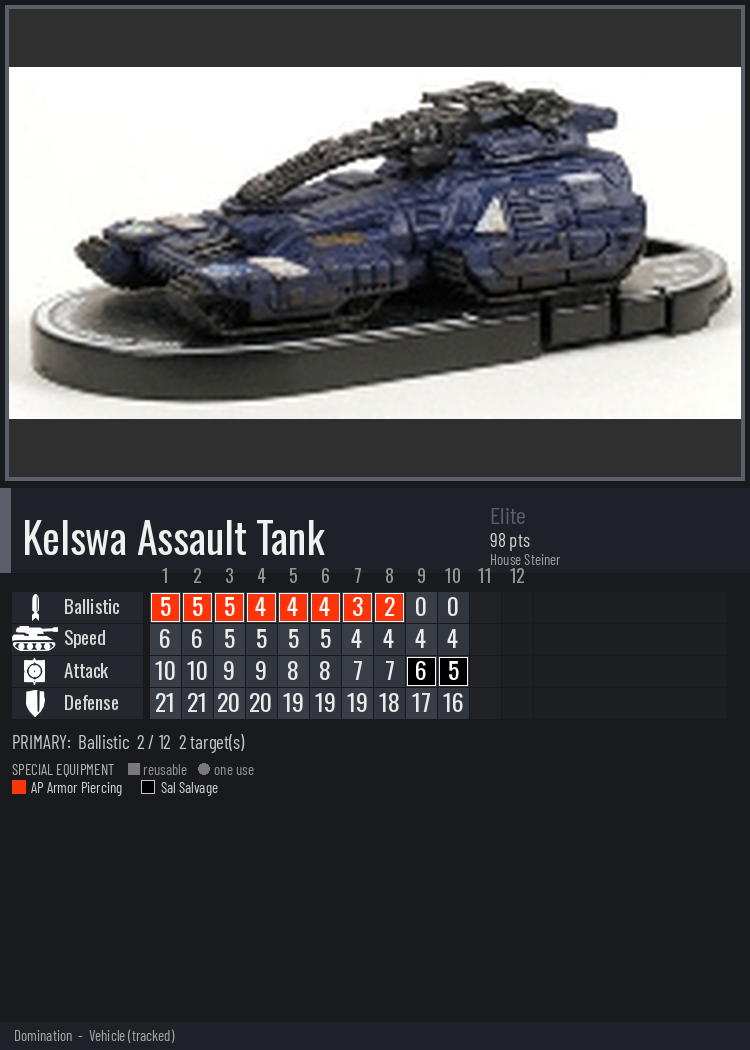 Kelswa Assault Tank
Elite
98 pts
House Steiner
1 2 3 4 5 6 7 8 9 10 11 12
Ballistic 5 5 5 4 4 4 3 2 0 0
Speed 6 6 5 5 5 5 4 4 4 4
Attack 10 10 9 9 8 8 7 7 6 5
Defense 21 21 20 20 19 19 19 18 17 16
PRIMARY: Ballistic 2 / 12 2 target(s)
SPECIAL EQUIPMENT reusable one use
AP Armor Piercing Sal Salvage
Domination - Vehicle (tracked)